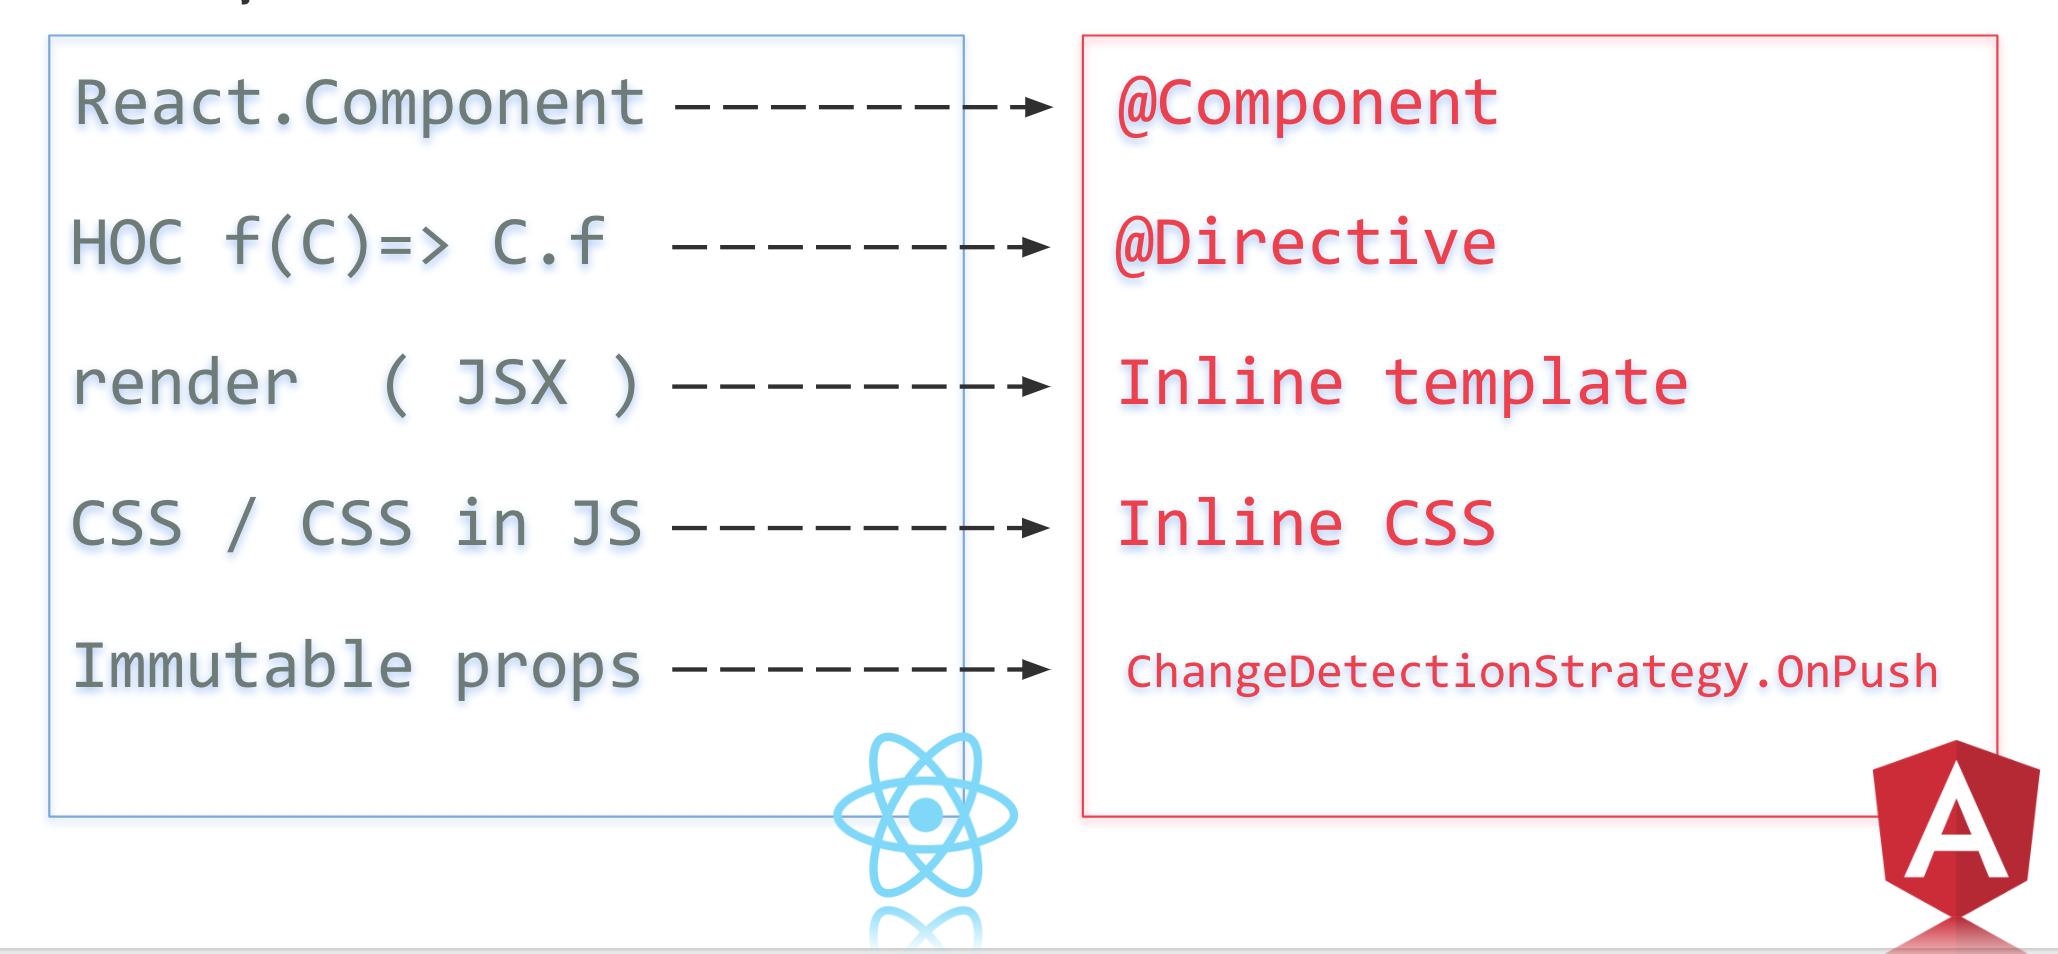 React.Component
@Component
HOC f(C)=> C.f
@Directive
render ( JSX )
Inline template
CSS / CSS in JS
Inline CSS
Immutable props
ChangeDetectionStrategy.OnPush
A